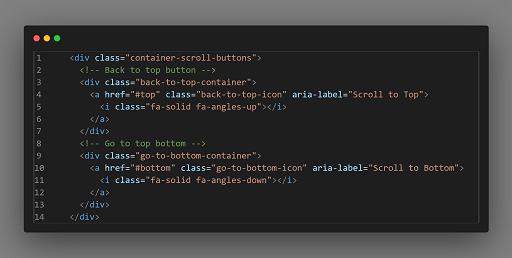 1 <div class="container-scroll-buttons">
2 <!-- Back to top button -->
3 <div class="back-to-top-container">
4 <a href="#top" class="back-to-top-icon" aria-label="Scroll to Top">
5 <i class="fa-solid fa-angles-up"></i>
6 </a>
7 </div>
8 <!-- Go to top bottom -->
9 <div class="go-to-bottom-container">
10 <a href="#bottom" class="go-to-bottom-icon" aria-label="Scroll to Bottom">
11 <i class="fa-solid fa-angles-down"></i>
12 </a>
13 </div>
14 </div>